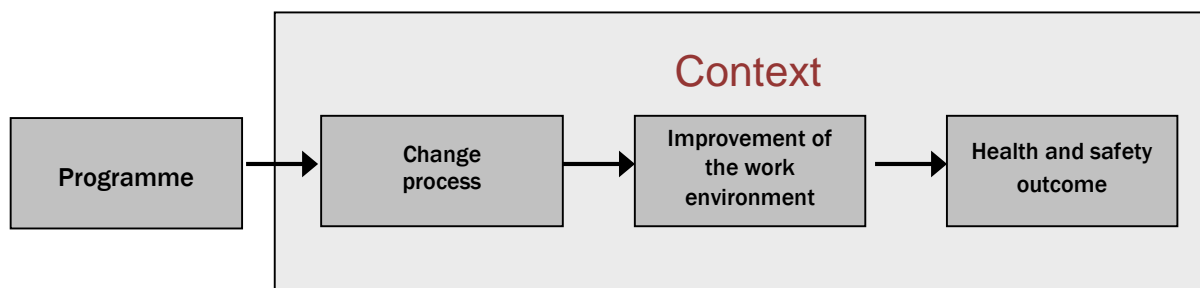 Context
Programme
Change
process
Improvement of
the work
environment
Health and safety
outcome